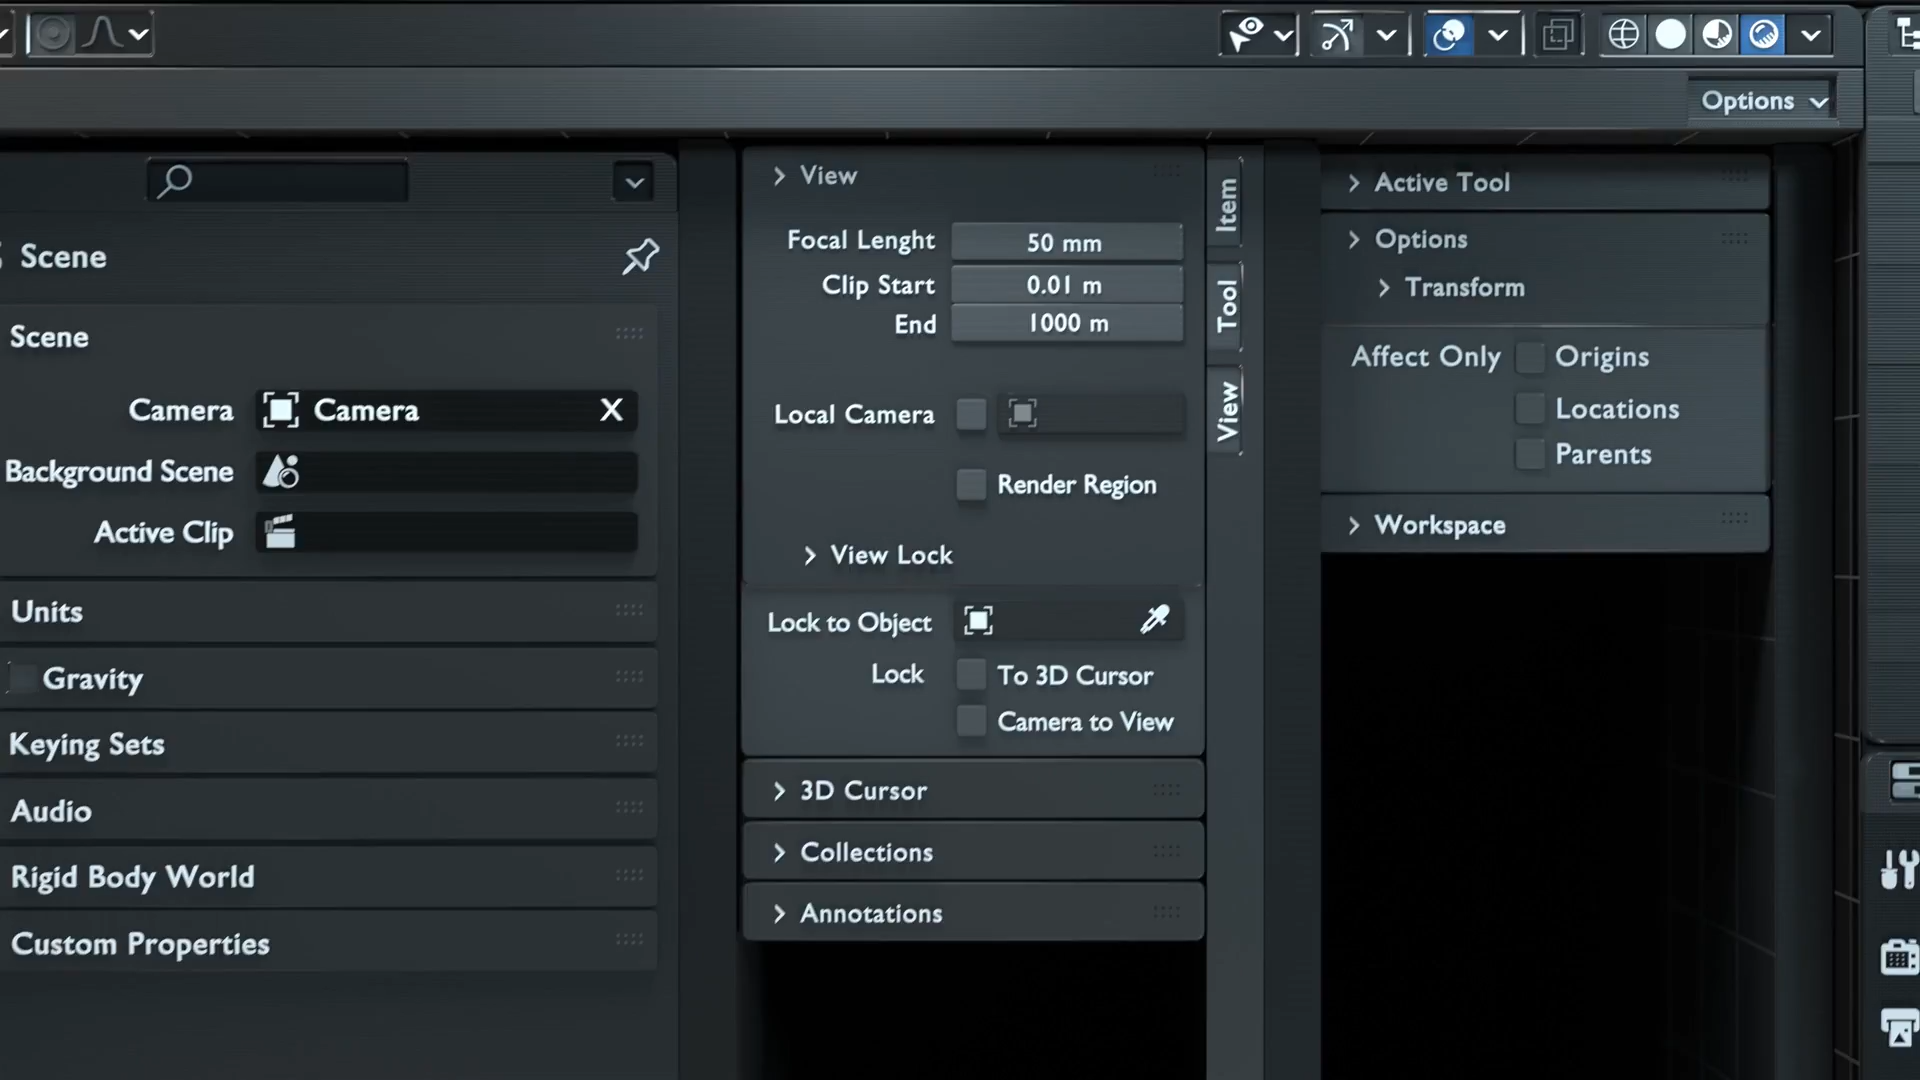 Options
Scene
Scene
Camera
Camera
X
Background Scene
Active Clip
Units
Gravity
Keying Sets
Audio
Rigid Body World
Custom Properties
View
Focal Lenght
50 mm
Clip Start
0.01 m
End
1000 m
Local Camera
Render Region
View Lock
Lock to Object
Lock
To 3D Cursor
Camera to View
3D Cursor
Collections
Annotations
Item
Tool
View
Active Tool
Options
Transform
Affect Only
Origins
Locations
Parents
Workspace